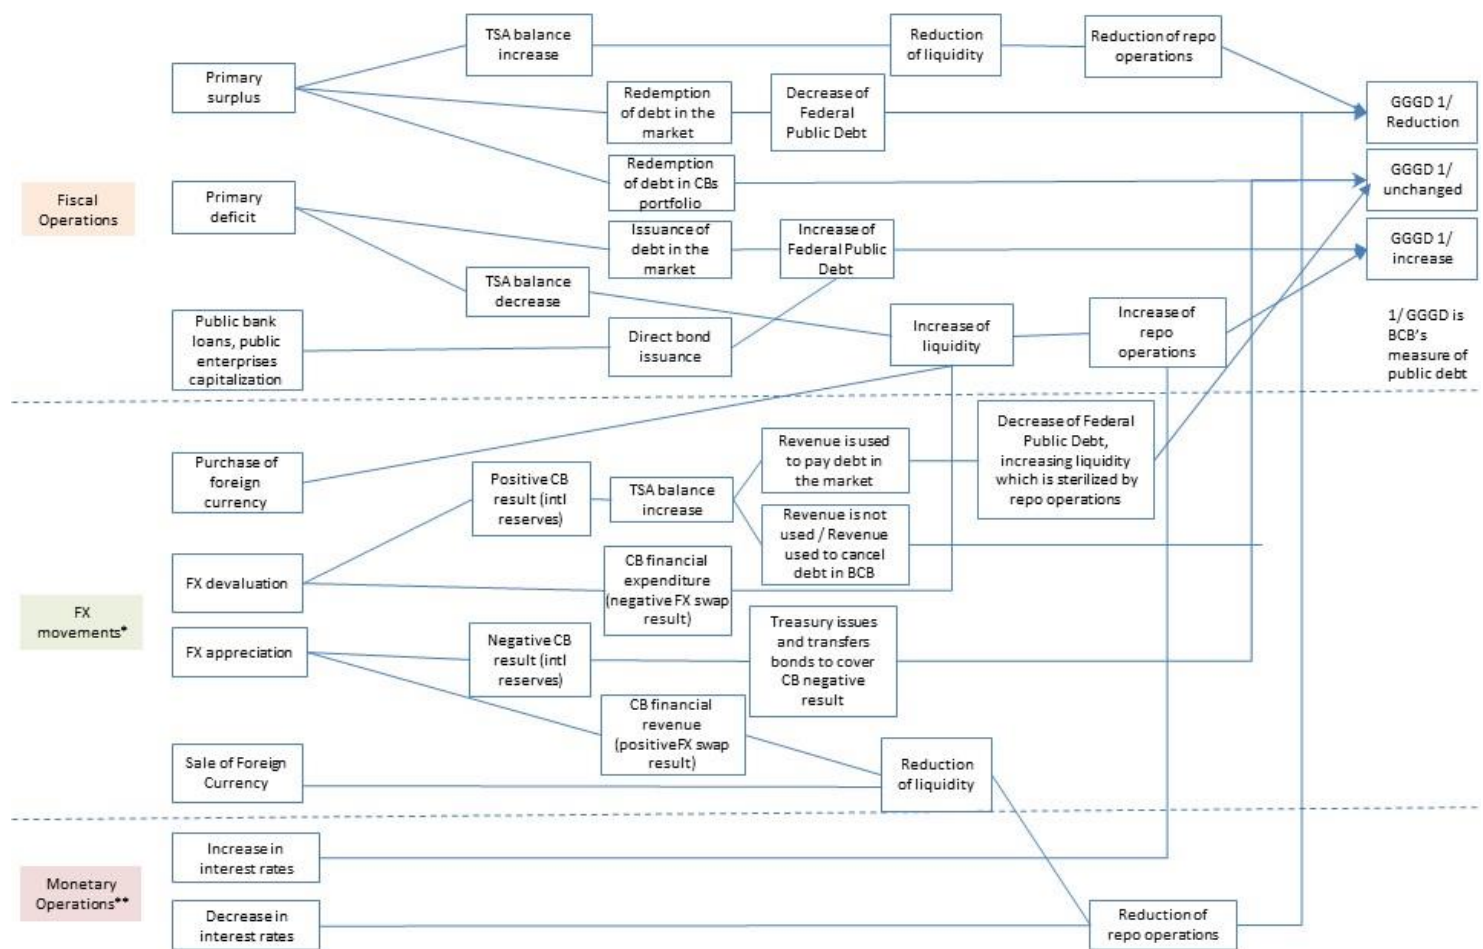 TSA balance
increase
Reduction
of liquidity
Reduction of repo
operations
Primary
surplus
Redemption
of debt in the
market
Decrease of
Federal
Public Debt
GGGD 1/
Reduction
Redemption
of debt in CBs
portfolio
GGGD 1/
unchanged
Fiscal
Operations
Primary
deficit
Issuance of
debt in the
market
Increase of
Federal Public
Debt
GGGD 1/
increase
TSA balance
decrease
Public bank
loans, public
enterprises
capitalization
Direct bond
issuance
Increase of
liquidity
Increase of
repo
operations
1/ GGGD is
BCB's
measure of
public debt
Purchase of
foreign
currency
Positive CB
result (intl
reserves)
TSA balance
increase
Revenue is used
to pay debt in
the market
Decrease of Federal
Public Debt,
increasing liquidity
which is sterilized by
repo operations
Revenue is not
used / Revenue
used to cancel
debt in BCB
FX devaluation
CB financial
expenditure
(negative FX swap
result)
FX
movements*
FX appreciation
Negative CB
result (intl
reserves)
Treasury issues
and transfers
bonds to cover
CB negative
result
CB financial
revenue
(positive FX swap
result)
Sale of Foreign
Currency
Reduction
of liquidity
Monetary
Operations**
Increase in
interest rates
Decrease in
interest rates
Reduction of
repo operations